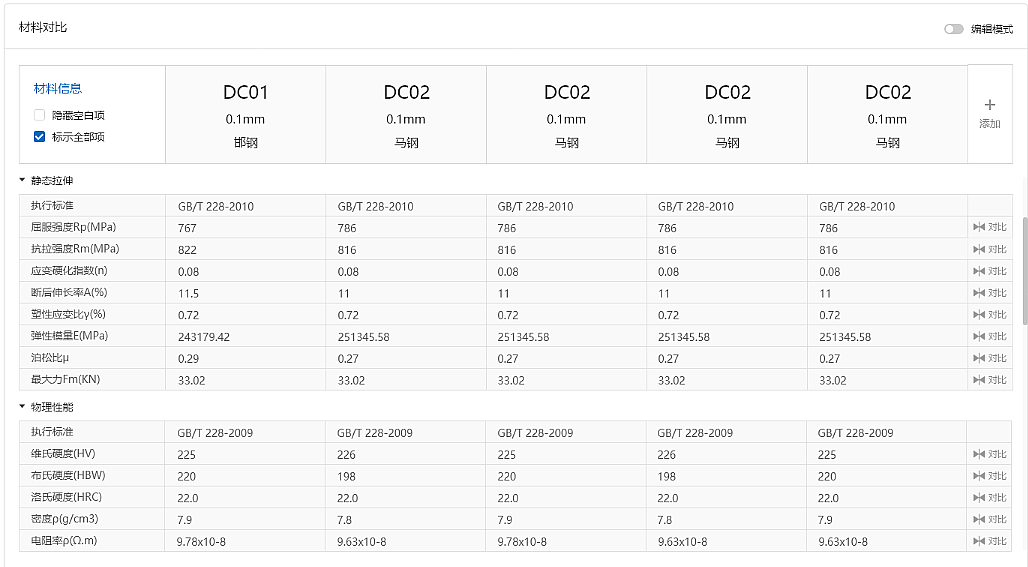 材料对比
编辑模式
材料信息
隐藏空白项
标示全部项
DC01 DC02 DC02 DC02 DC02
0.1mm 0.1mm 0.1mm 0.1mm 0.1mm
邯钢 马钢 马钢 马钢 马钢
添加
静态拉伸
执行标准 GB/T 228-2010 GB/T 228-2010 GB/T 228-2010 GB/T 228-2010 GB/T 228-2010
屈服强度Rp(MPa) 767 786 786 786 786 对比
抗拉强度Rm(MPa) 822 816 816 816 816 对比
应变硬化指数(n) 0.08 0.08 0.08 0.08 0.08 对比
断后伸长率A(%) 11.5 11 11 11 11 对比
塑性应变比γ(%) 0.72 0.72 0.72 0.72 0.72 对比
弹性模量E(MPa) 243179.42 251345.58 251345.58 251345.58 251345.58 对比
泊松比μ 0.29 0.27 0.27 0.27 0.27 对比
最大力Fm(KN) 33.02 33.02 33.02 33.02 33.02 对比
物理性能
执行标准 GB/T 228-2009 GB/T 228-2009 GB/T 228-2009 GB/T 228-2009 GB/T 228-2009
维氏硬度(HV) 225 226 225 226 225 对比
布氏硬度(HBW) 220 198 220 198 220 对比
洛氏硬度(HRC) 22.0 22.0 22.0 22.0 22.0 对比
密度ρ(g/cm3) 7.9 7.8 7.9 7.8 7.9 对比
电阻率ρ(Ω.m) 9.78x10-8 9.63x10-8 9.78x10-8 9.63x10-8 9.63x10-8 对比